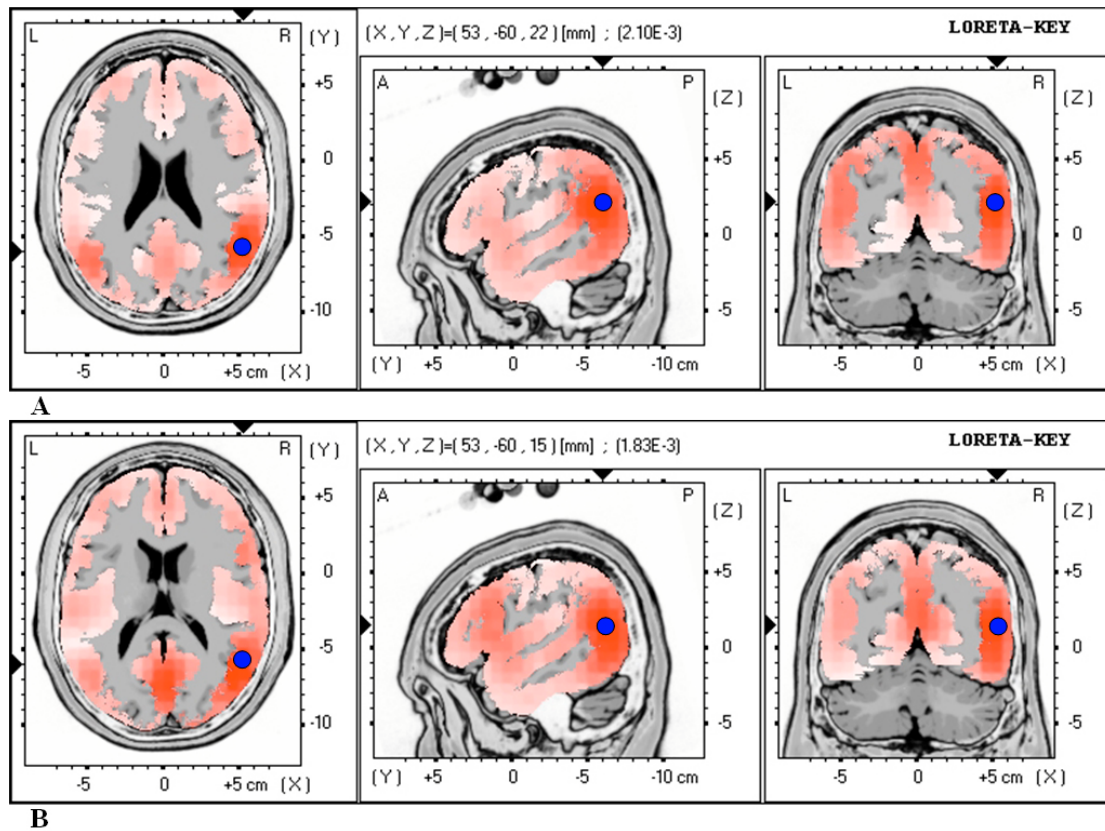 L R (Y) (X,Y,Z)=(53,-60,22)[mm] ; (2.10E-3) LORETA-KEY
A P (Z) L R (Z)
+5 +5 +5
0 0 0
-5 -5 -5
-10
-5 0 +5 cm (X) (Y) +5 0 -5 -10 cm -5 0 +5 cm (X)
A
L R (Y) (X,Y,Z)=(53,-60,15)[mm] ; (1.83E-3) LORETA-KEY
A P (Z) L R (Z)
+5 +5 +5
0 0 0
-5 -5 -5
-10
-5 0 +5 cm (X) (Y) +5 0 -5 -10 cm -5 0 +5 cm (X)
B